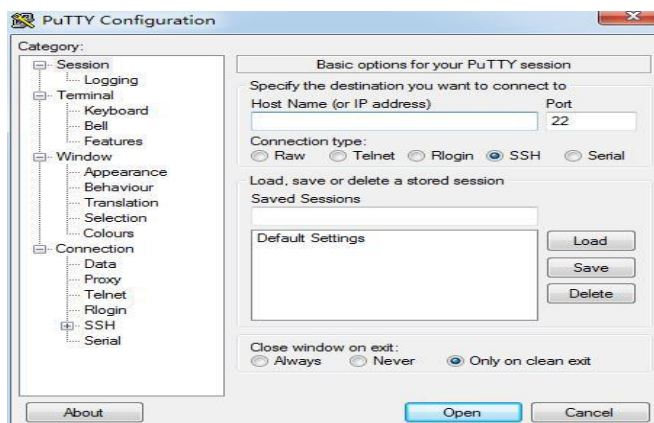 PuTTY Configuration
Category:
Session
Logging
Terminal
Keyboard
Bell
Features
Window
Appearance
Behaviour
Translation
Selection
Colours
Connection
Data
Proxy
Telnet
Rlogin
SSH
Serial
Basic options for your PuTTY session
Specify the destination you want to connect to
Host Name (or IP address) Port
22
Connection type:
Raw Telnet Rlogin SSH Serial
Load, save or delete a stored session
Saved Sessions
Default Settings
Load
Save
Delete
Close window on exit:
Always Never Only on clean exit
About Open Cancel